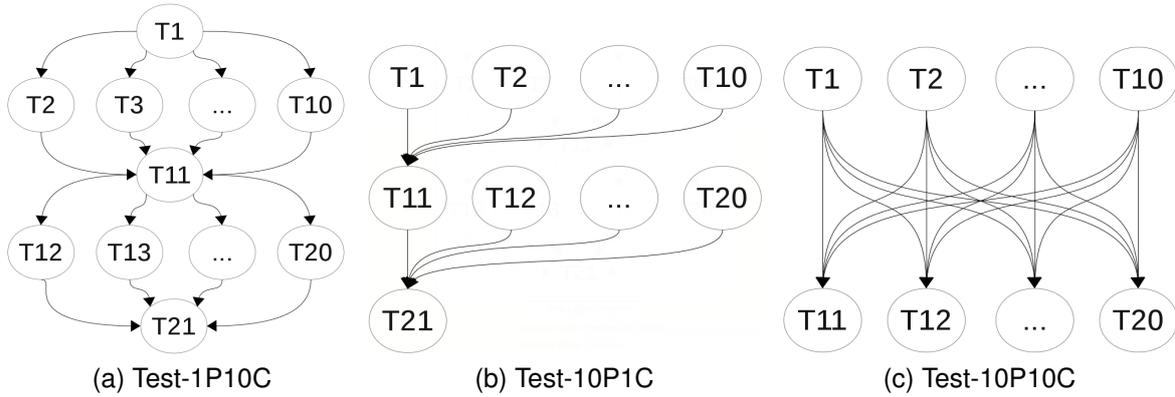 T1
T2 T3 ... T10
T11
T12 T13 ... T20
T21
(a) Test-1P10C
T1 T2 ... T10
T11 T12 ... T20
T21
(b) Test-10P1C
T1 T2 ... T10
T11 T12 ... T20
(c) Test-10P10C